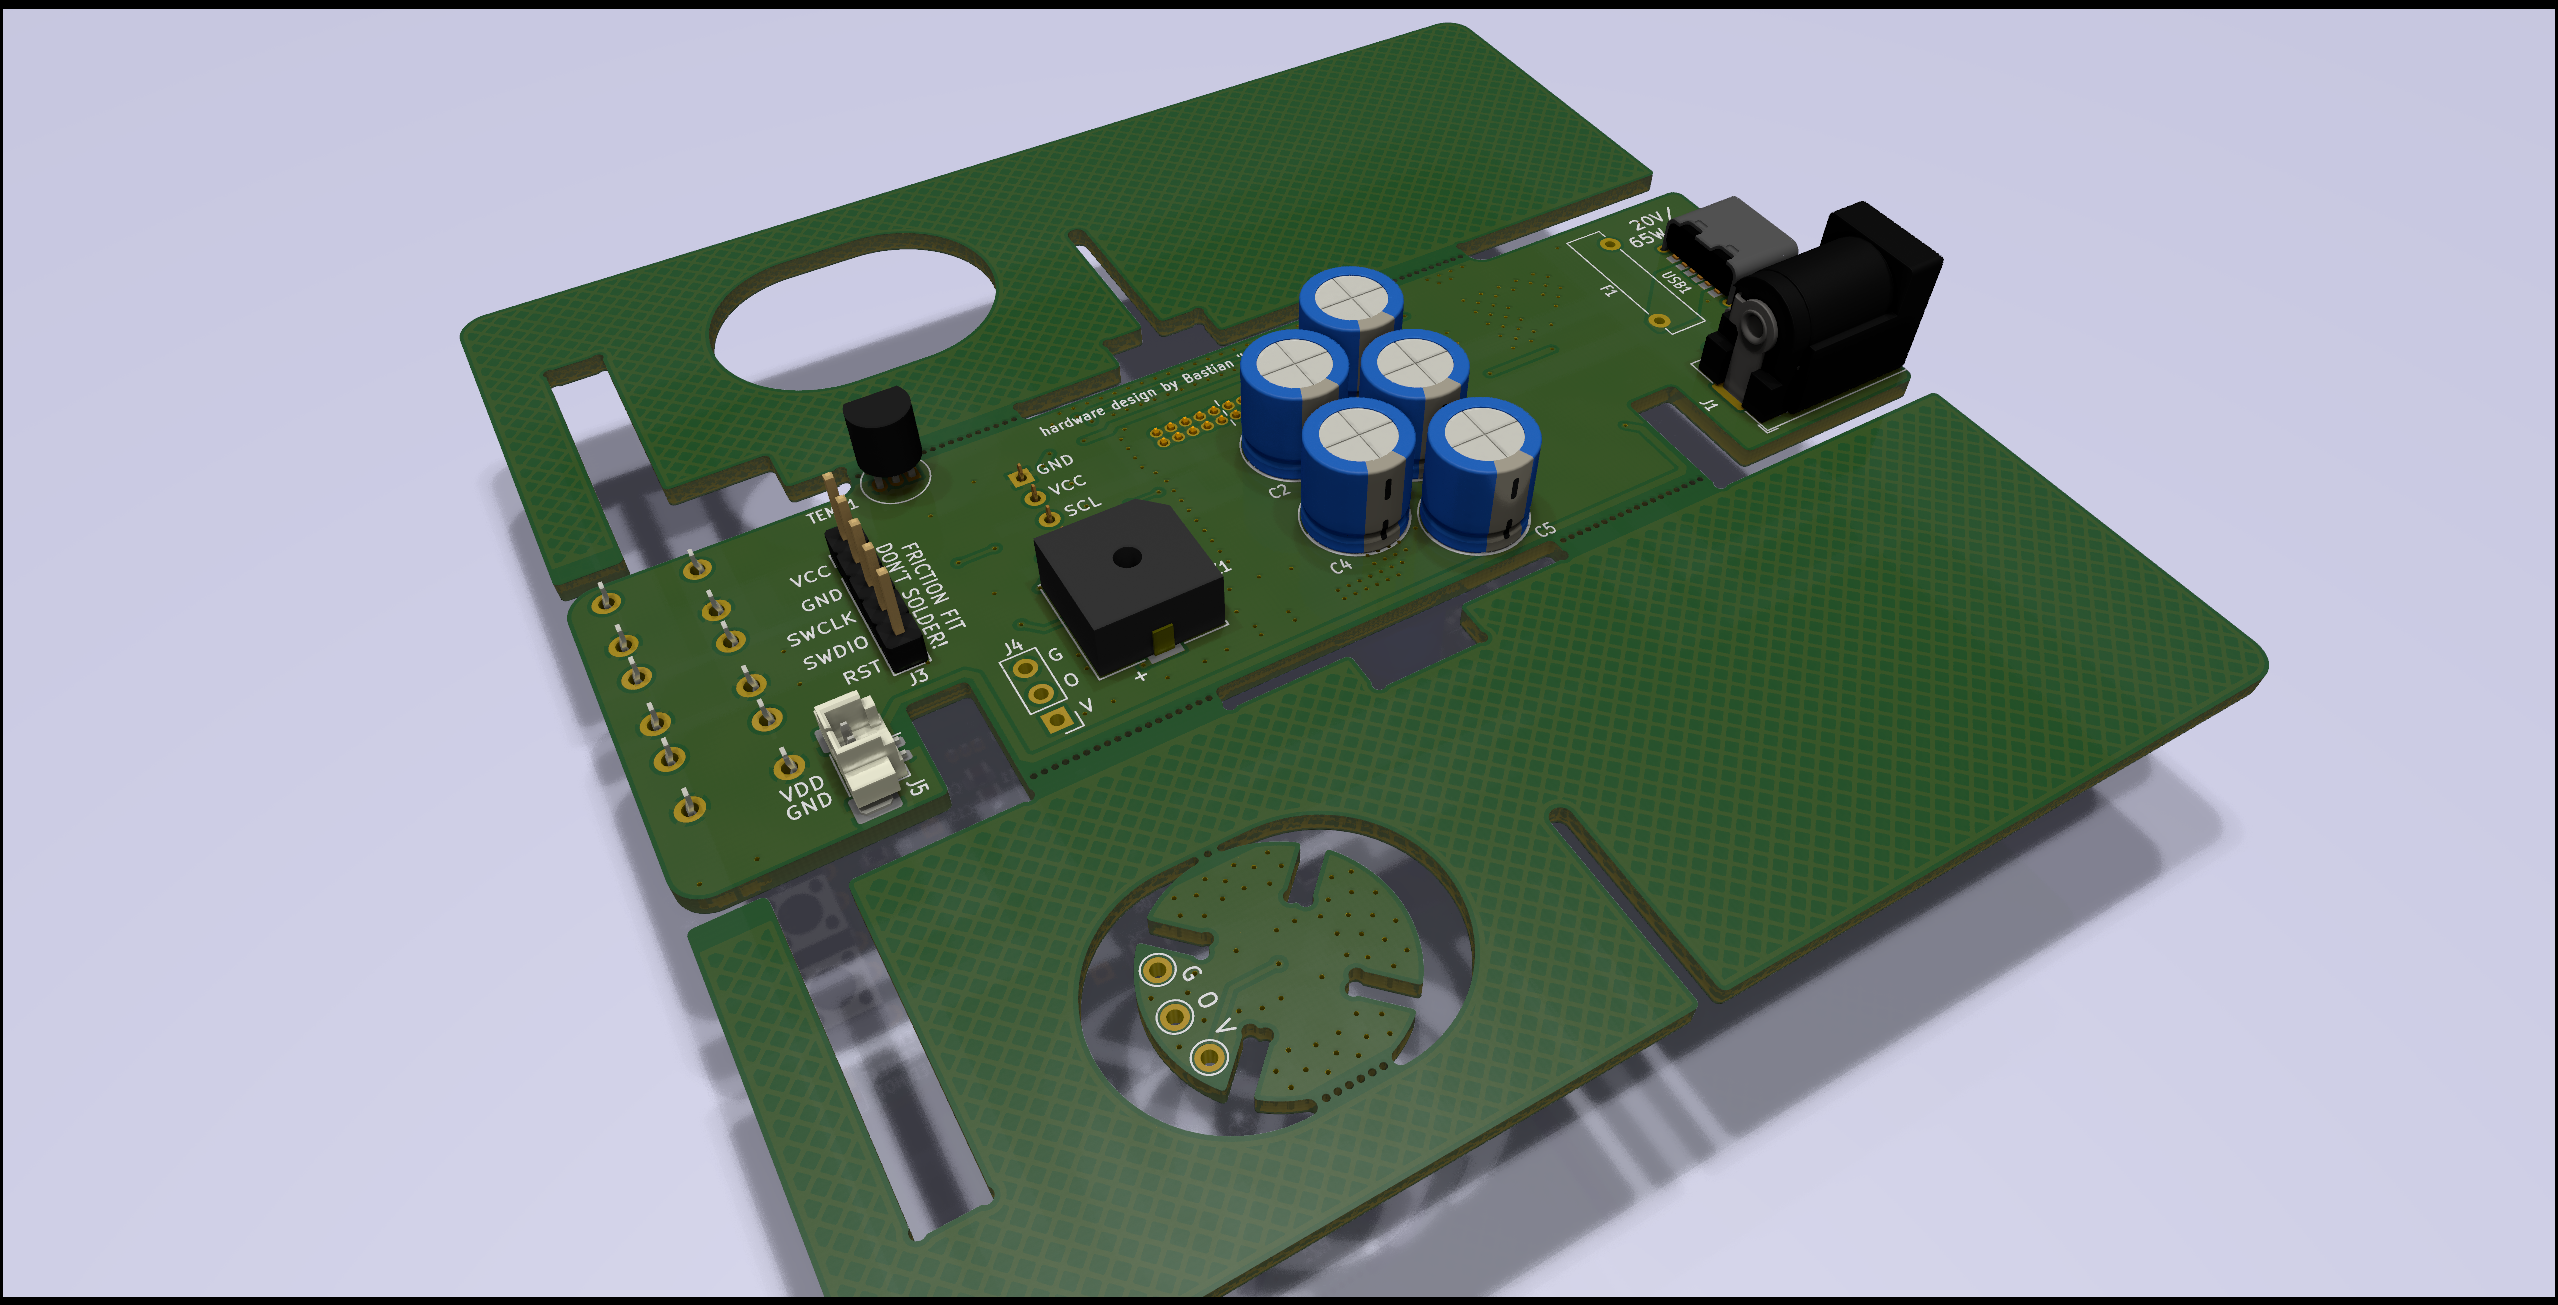 20V/
65W
USB1
F1
J1
hardware design by Bastian "
GND
VCC
SCL
C2
C5
C4
FRICTION FIT
DON'T SOLDER!
VCC
GND
SWCLK
SWDIO
RST
J3
J4
G
O
V
+
VDD
GND
J5
G
O
V